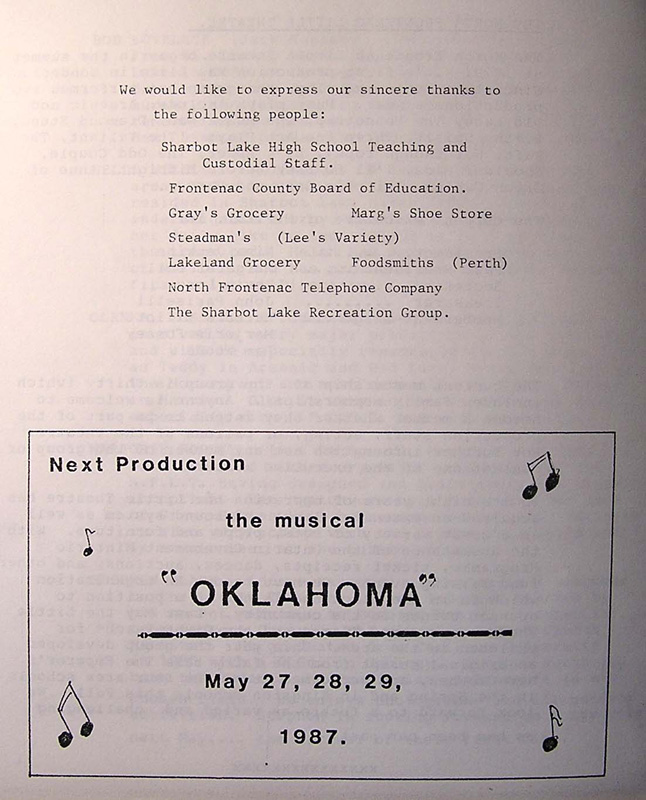 We would like to express our sincere thanks to
the following people:
Sharbot Lake High School Teaching and
Custodial Staff.
Frontenac County Board of Education.
Gray's Grocery Marg's Shoe Store
Steadman's (Lee's Variety)
Lakeland Grocery Foodsmiths (Perth)
North Frontenac Telephone Company
The Sharbot Lake Recreation Group.
Next Production
the musical
"OKLAHOMA"
May 27, 28, 29,
1987.